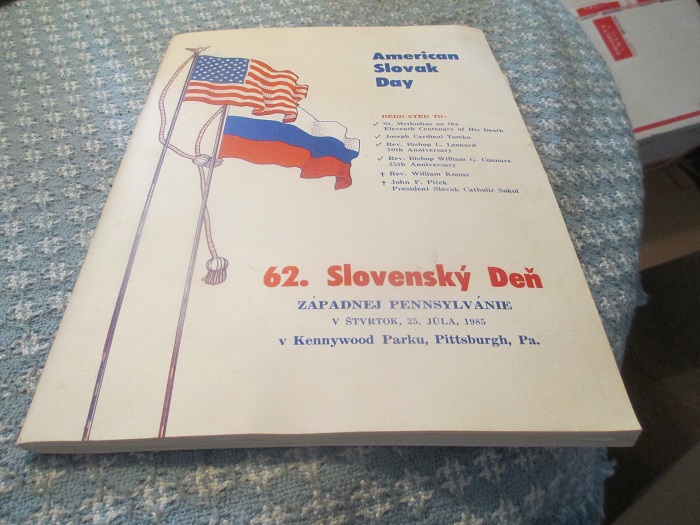 American
Slovak
Day
DEDICATED TO:
✓ St. Methodius on the
Eleventh Centenary of His Death
✓ Joseph Cardinal Tomko
✓ Rev. Bishop L. Leonard
50th Anniversary
✓ Rev. Bishop William G. Connare
25th Anniversary
✝ Rev. William Konus
✝ John F. Pitek
President Slovak Catholic Sokol
62. Slovenský Deň
ZÁPADNEJ PENNSYLVÁNIE
V ŠTVRTOK, 25. JÚLA, 1985
v Kennywood Parku, Pittsburgh, Pa.